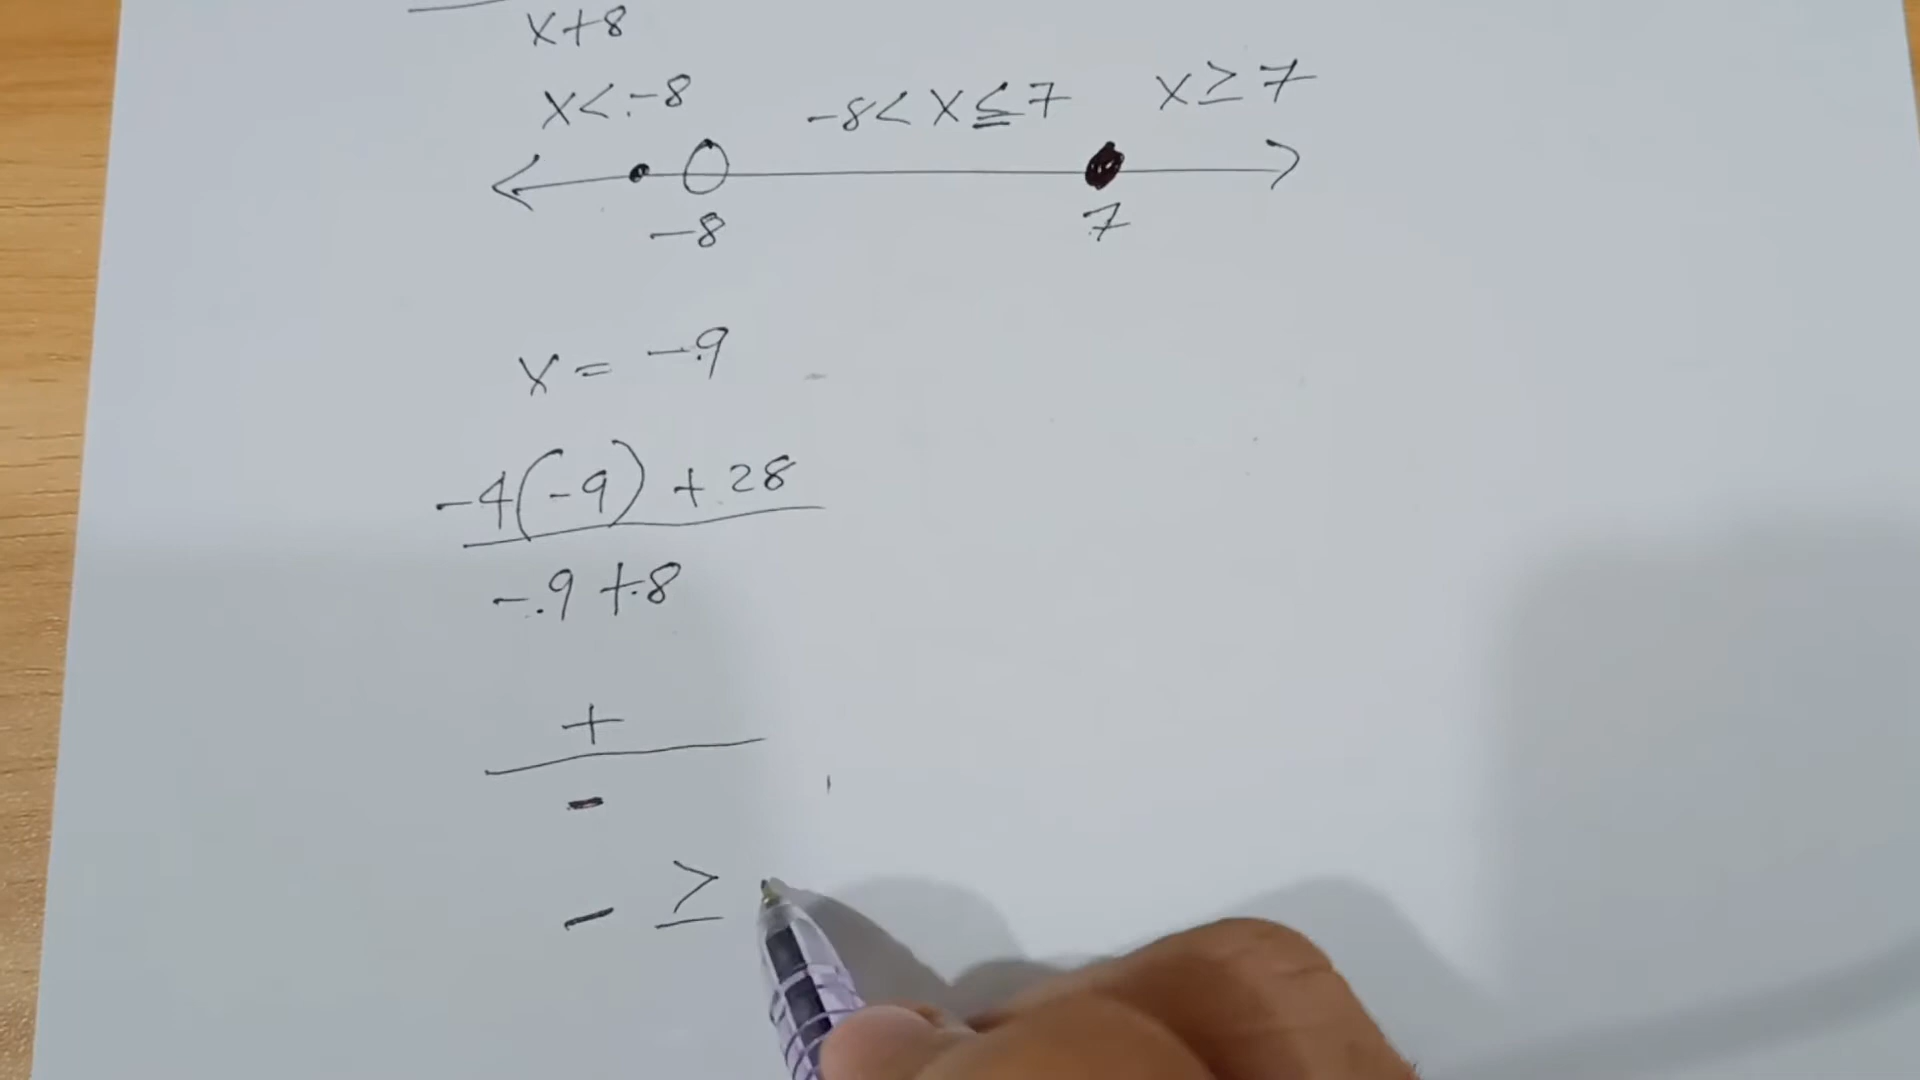 x+8
x<-8 -8<x≤7 x≥7
-8 7
x = -9
-4(-9) + 28
-9 +8
+
-
- ≥